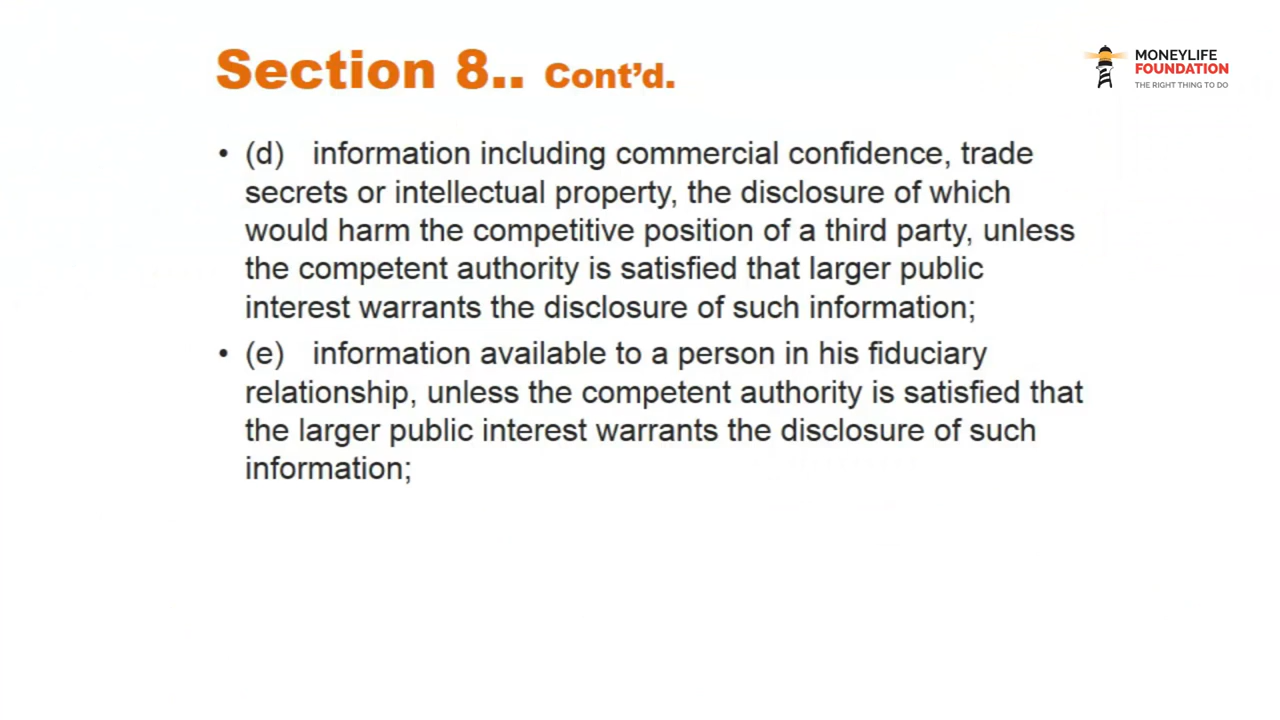 Section 8.. Cont'd.
MONEYLIFE
FOUNDATION
THE RIGHT THING TO DO
• (d) information including commercial confidence, trade
secrets or intellectual property, the disclosure of which
would harm the competitive position of a third party, unless
the competent authority is satisfied that larger public
interest warrants the disclosure of such information;
• (e) information available to a person in his fiduciary
relationship, unless the competent authority is satisfied that
the larger public interest warrants the disclosure of such
information;